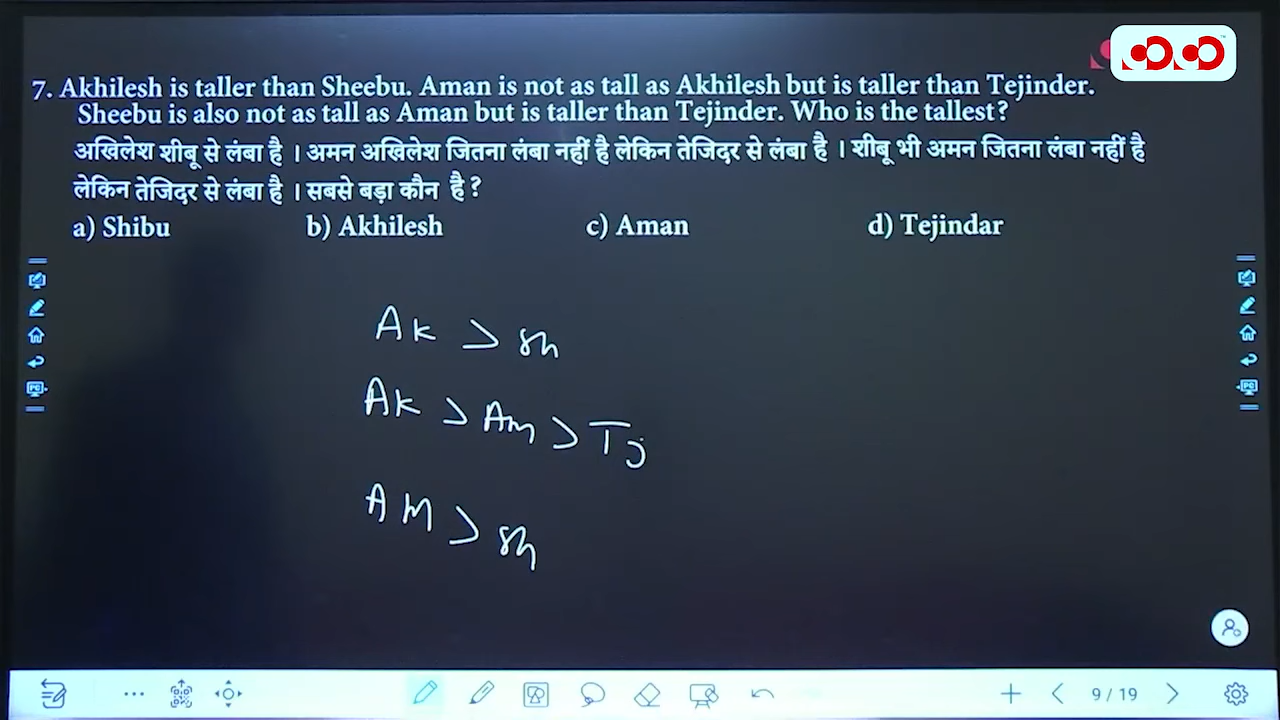 7. Akhilesh is taller than Sheebu. Aman is not as tall as Akhilesh but is taller than Tejinder.
Sheebu is also not as tall as Aman but is taller than Tejinder. Who is the tallest?
अखिलेश शीबू से लंबा है । अमन अखिलेश जितना लंबा नहीं है लेकिन तेजिदर से लंबा है । शीबू भी अमन जितना लंबा नहीं है
लेकिन तेजिदर से लंबा है । सबसे बड़ा कौन है ?
a) Shibu b) Akhilesh c) Aman d) Tejindar
Ak > Sh
Ak > Am > Tj
AM > Sh
9 / 19